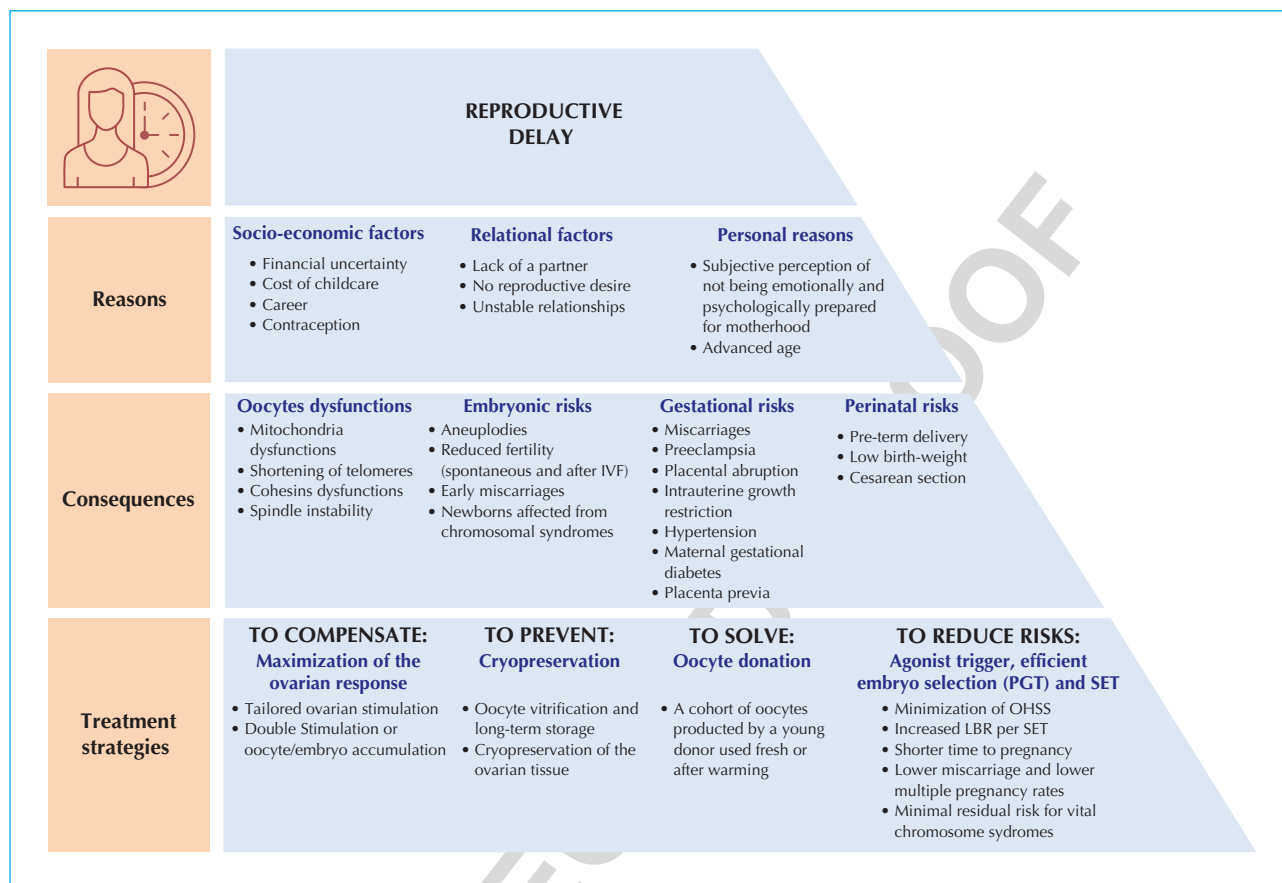 REPRODUCTIVE
DELAY
Reasons
Socio-economic factors
• Financial uncertainty
• Cost of childcare
• Career
• Contraception
Relational factors
• Lack of a partner
• No reproductive desire
• Unstable relationships
Personal reasons
• Subjective perception of
not being emotionally and
psychologically prepared
for motherhood
• Advanced age
Consequences
Oocytes dysfunctions
• Mitochondria
dysfunctions
• Shortening of telomeres
• Cohesins dysfunctions
• Spindle instability
Embryonic risks
• Aneuplodies
• Reduced fertility
(spontaneous and after IVF)
• Early miscarriages
• Newborns affected from
chromosomal syndromes
Gestational risks
• Miscarriages
• Preeclampsia
• Placental abruption
• Intrauterine growth
restriction
• Hypertension
• Maternal gestational
diabetes
• Placenta previa
Perinatal risks
• Pre-term delivery
• Low birth-weight
• Cesarean section
Treatment
strategies
TO COMPENSATE:
Maximization of the
ovarian response
• Tailored ovarian stimulation
• Double Stimulation or
oocyte/embryo accumulation
TO PREVENT:
Cryopreservation
• Oocyte vitrification and
long-term storage
• Cryopreservation of the
ovarian tissue
TO SOLVE:
Oocyte donation
• A cohort of oocytes
producted by a young
donor used fresh or
after warming
TO REDUCE RISKS:
Agonist trigger, efficient
embryo selection (PGT) and SET
• Minimization of OHSS
• Increased LBR per SET
• Shorter time to pregnancy
• Lower miscarriage and lower
multiple pregnancy rates
• Minimal residual risk for vital
chromosome sydromes